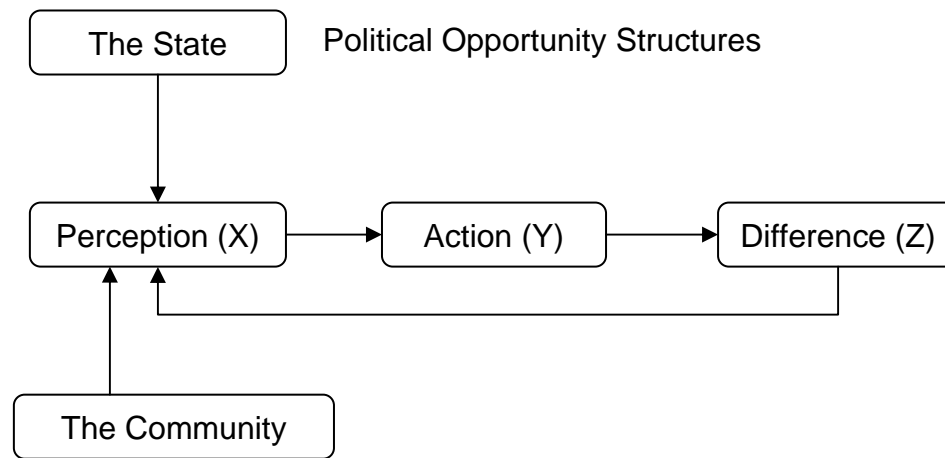 The State
Political Opportunity Structures
Perception (X)
Action (Y)
Difference (Z)
The Community